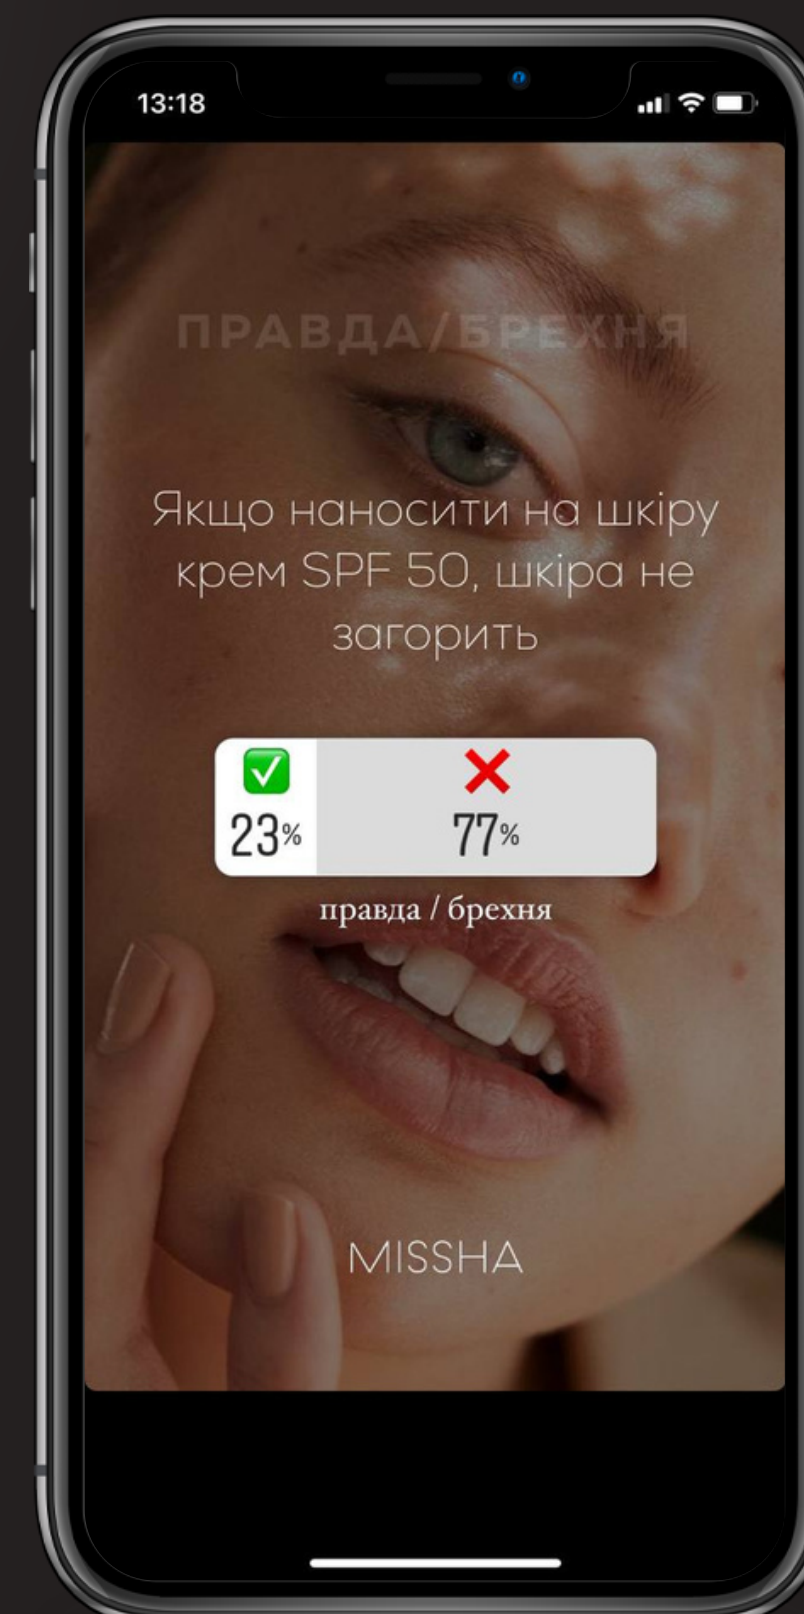 13:18
ПРАВДА/БРЕХНЯ
Якщо наносити на шкіру
крем SPF 50, шкіра не
загорить
✅ ❌
23% 77%
правда / брехня
MISSHA